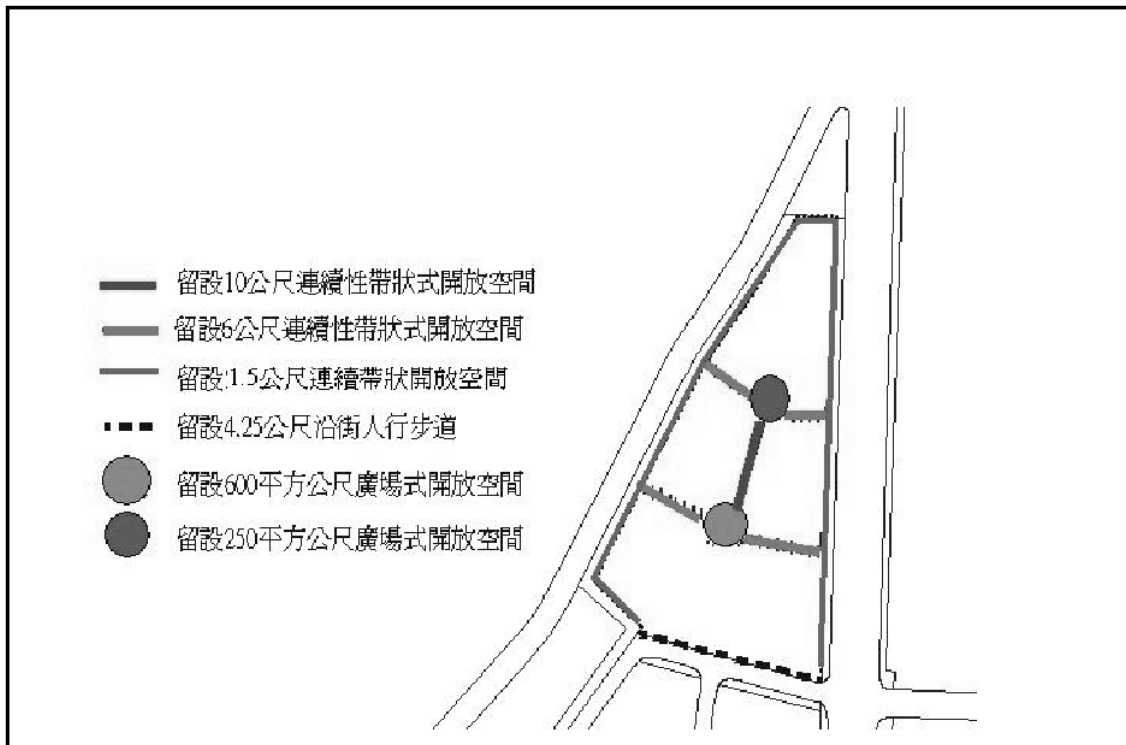 留設10公尺連續性帶狀式開放空間
留設6公尺連續性帶狀式開放空間
留設1.5公尺連續帶狀開放空間
留設4.25公尺沿街人行步道
留設600平方公尺廣場式開放空間
留設250平方公尺廣場式開放空間